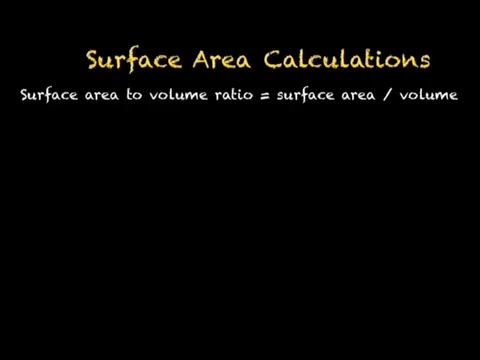 Surface Area Calculations
Surface area to volume ratio = surface area / volume